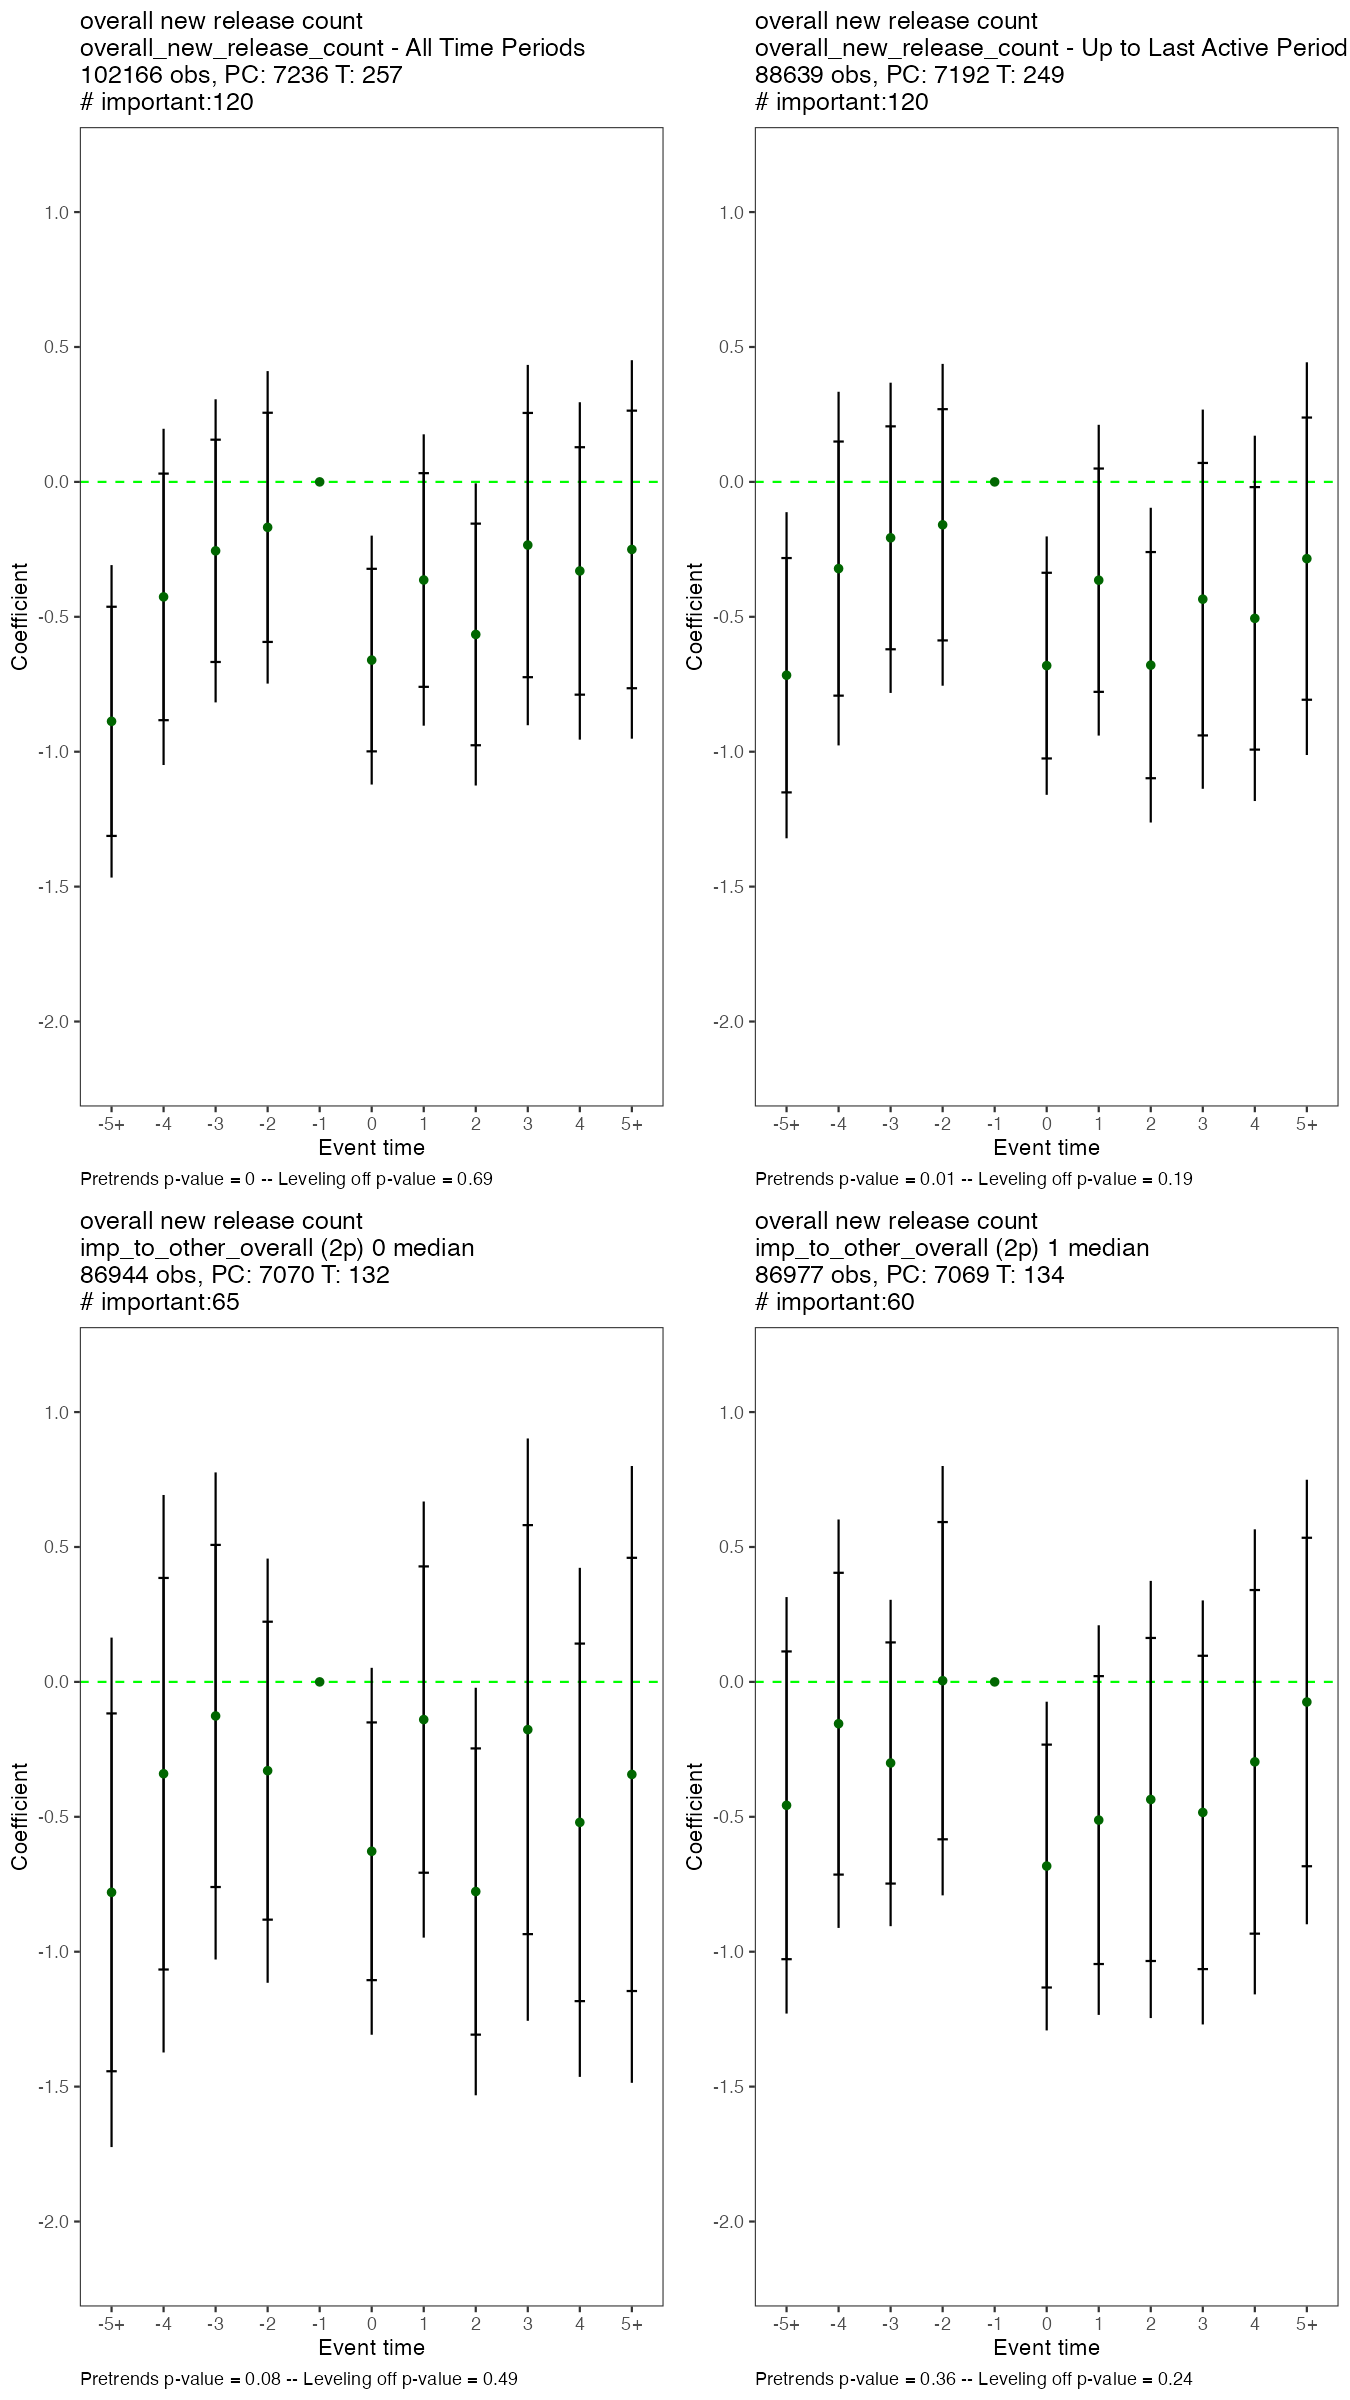 overall new release count
overall_new_release_count - All Time Periods
102166 obs, PC: 7236 T: 257
# important:120
1.0
0.5
0.0
-0.5
-1.0
-1.5
-2.0
Coefficient
-5+ -4 -3 -2 -1 0 1 2 3 4 5+
Event time
Pretrends p-value = 0 -- Leveling off p-value = 0.69
overall new release count
overall_new_release_count - Up to Last Active Period
88639 obs, PC: 7192 T: 249
# important:120
1.0
0.5
0.0
-0.5
-1.0
-1.5
-2.0
Coefficient
-5+ -4 -3 -2 -1 0 1 2 3 4 5+
Event time
Pretrends p-value = 0.01 -- Leveling off p-value = 0.19
overall new release count
imp_to_other_overall (2p) 0 median
86944 obs, PC: 7070 T: 132
# important:65
1.0
0.5
0.0
-0.5
-1.0
-1.5
-2.0
Coefficient
-5+ -4 -3 -2 -1 0 1 2 3 4 5+
Event time
Pretrends p-value = 0.08 -- Leveling off p-value = 0.49
overall new release count
imp_to_other_overall (2p) 1 median
86977 obs, PC: 7069 T: 134
# important:60
1.0
0.5
0.0
-0.5
-1.0
-1.5
-2.0
Coefficient
-5+ -4 -3 -2 -1 0 1 2 3 4 5+
Event time
Pretrends p-value = 0.36 -- Leveling off p-value = 0.24